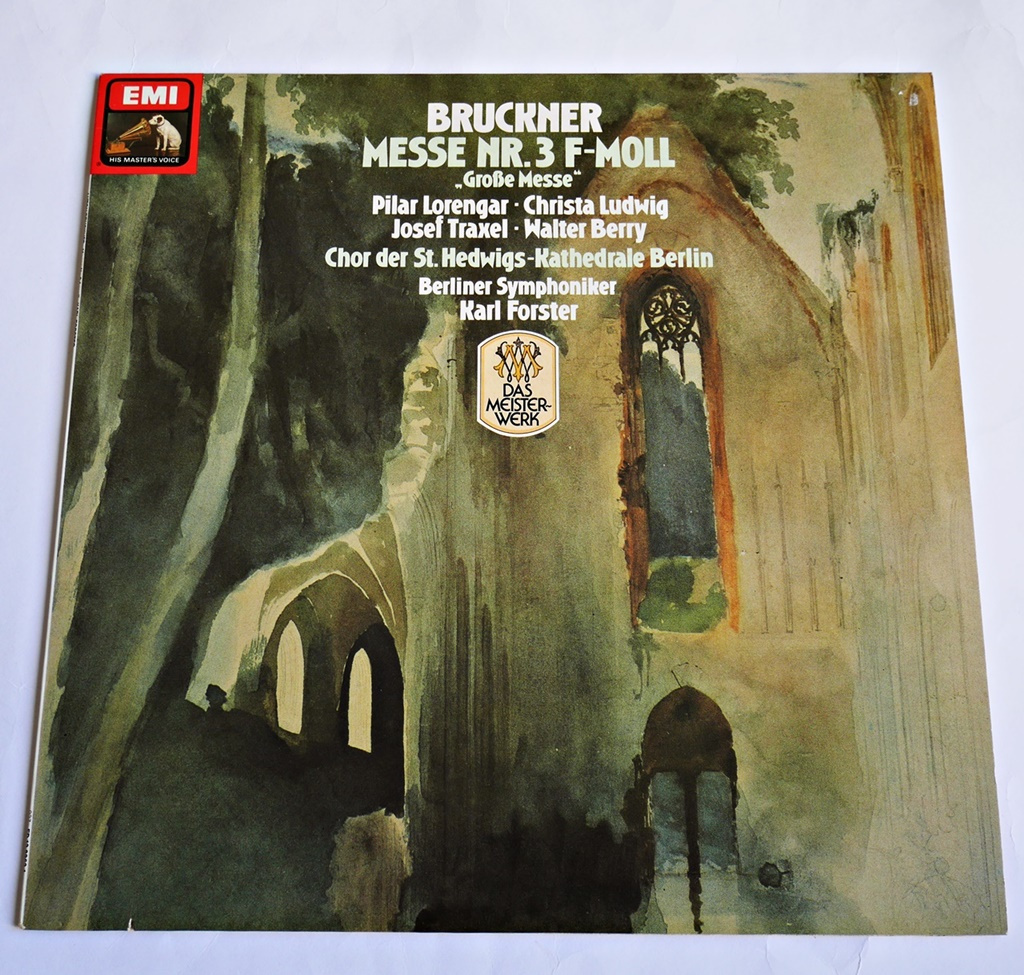 EMI
HIS MASTER'S VOICE
BRUCKNER
MESSE NR. 3 F-MOLL
„Große Messe“
Pilar Lorengar · Christa Ludwig
Josef Traxel · Walter Berry
Chor der St. Hedwigs-Kathedrale Berlin
Berliner Symphoniker
Karl Forster
DAS
MEISTER-
WERK